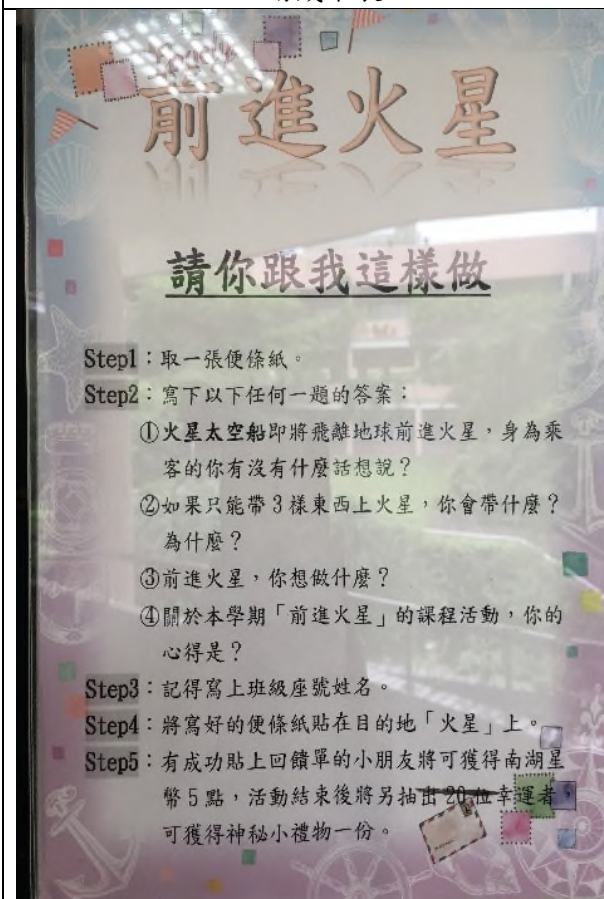 前進火星
請你跟我這樣做
Step1：取一張便條紙。
Step2：寫下以下任何一題的答案：
①火星太空船即將飛離地球前進火星，身為乘
客的你有沒有什麼話想說？
②如果只能帶3樣東西上火星，你會帶什麼？
為什麼？
③前進火星，你想做什麼？
④關於本學期「前進火星」的課程活動，你的
心得是？
Step3：記得寫上班級座號姓名。
Step4：將寫好的便條紙貼在目的地「火星」上。
Step5：有成功貼上回饋單的小朋友將可獲得南湖星
幣5點，活動結束後將另抽出20位幸運者，
可獲得神秘小禮物一份。